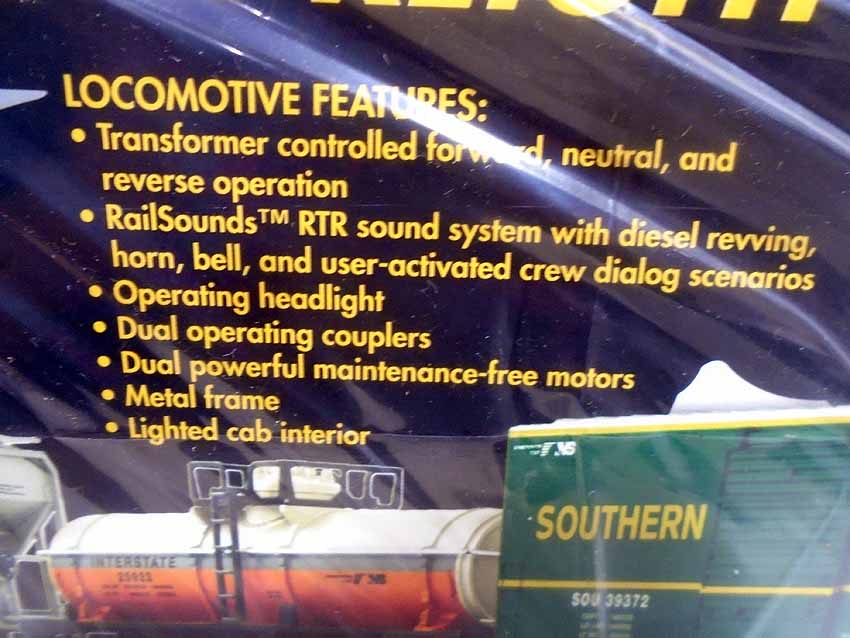 LOCOMOTIVE FEATURES:
• Transformer controlled forward, neutral, and
reverse operation
• RailSounds™ RTR sound system with diesel revving,
horn, bell, and user-activated crew dialog scenarios
• Operating headlight
• Dual operating couplers
• Dual powerful maintenance-free motors
• Metal frame
• Lighted cab interior
NS
SOUTHERN
SOU 39372
INTERSTATE
NS